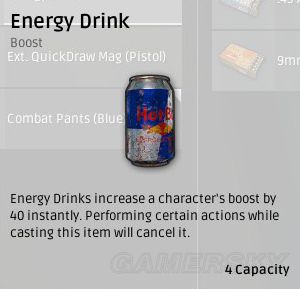 Energy Drink
Boost
Ext. QuickDraw Mag (Pistol)
9mm
Combat Pants (Blue
Energy Drinks increase a character's boost by
40 instantly. Performing certain actions while
casting this item will cancel it.
GAMERSKY
4 Capacity